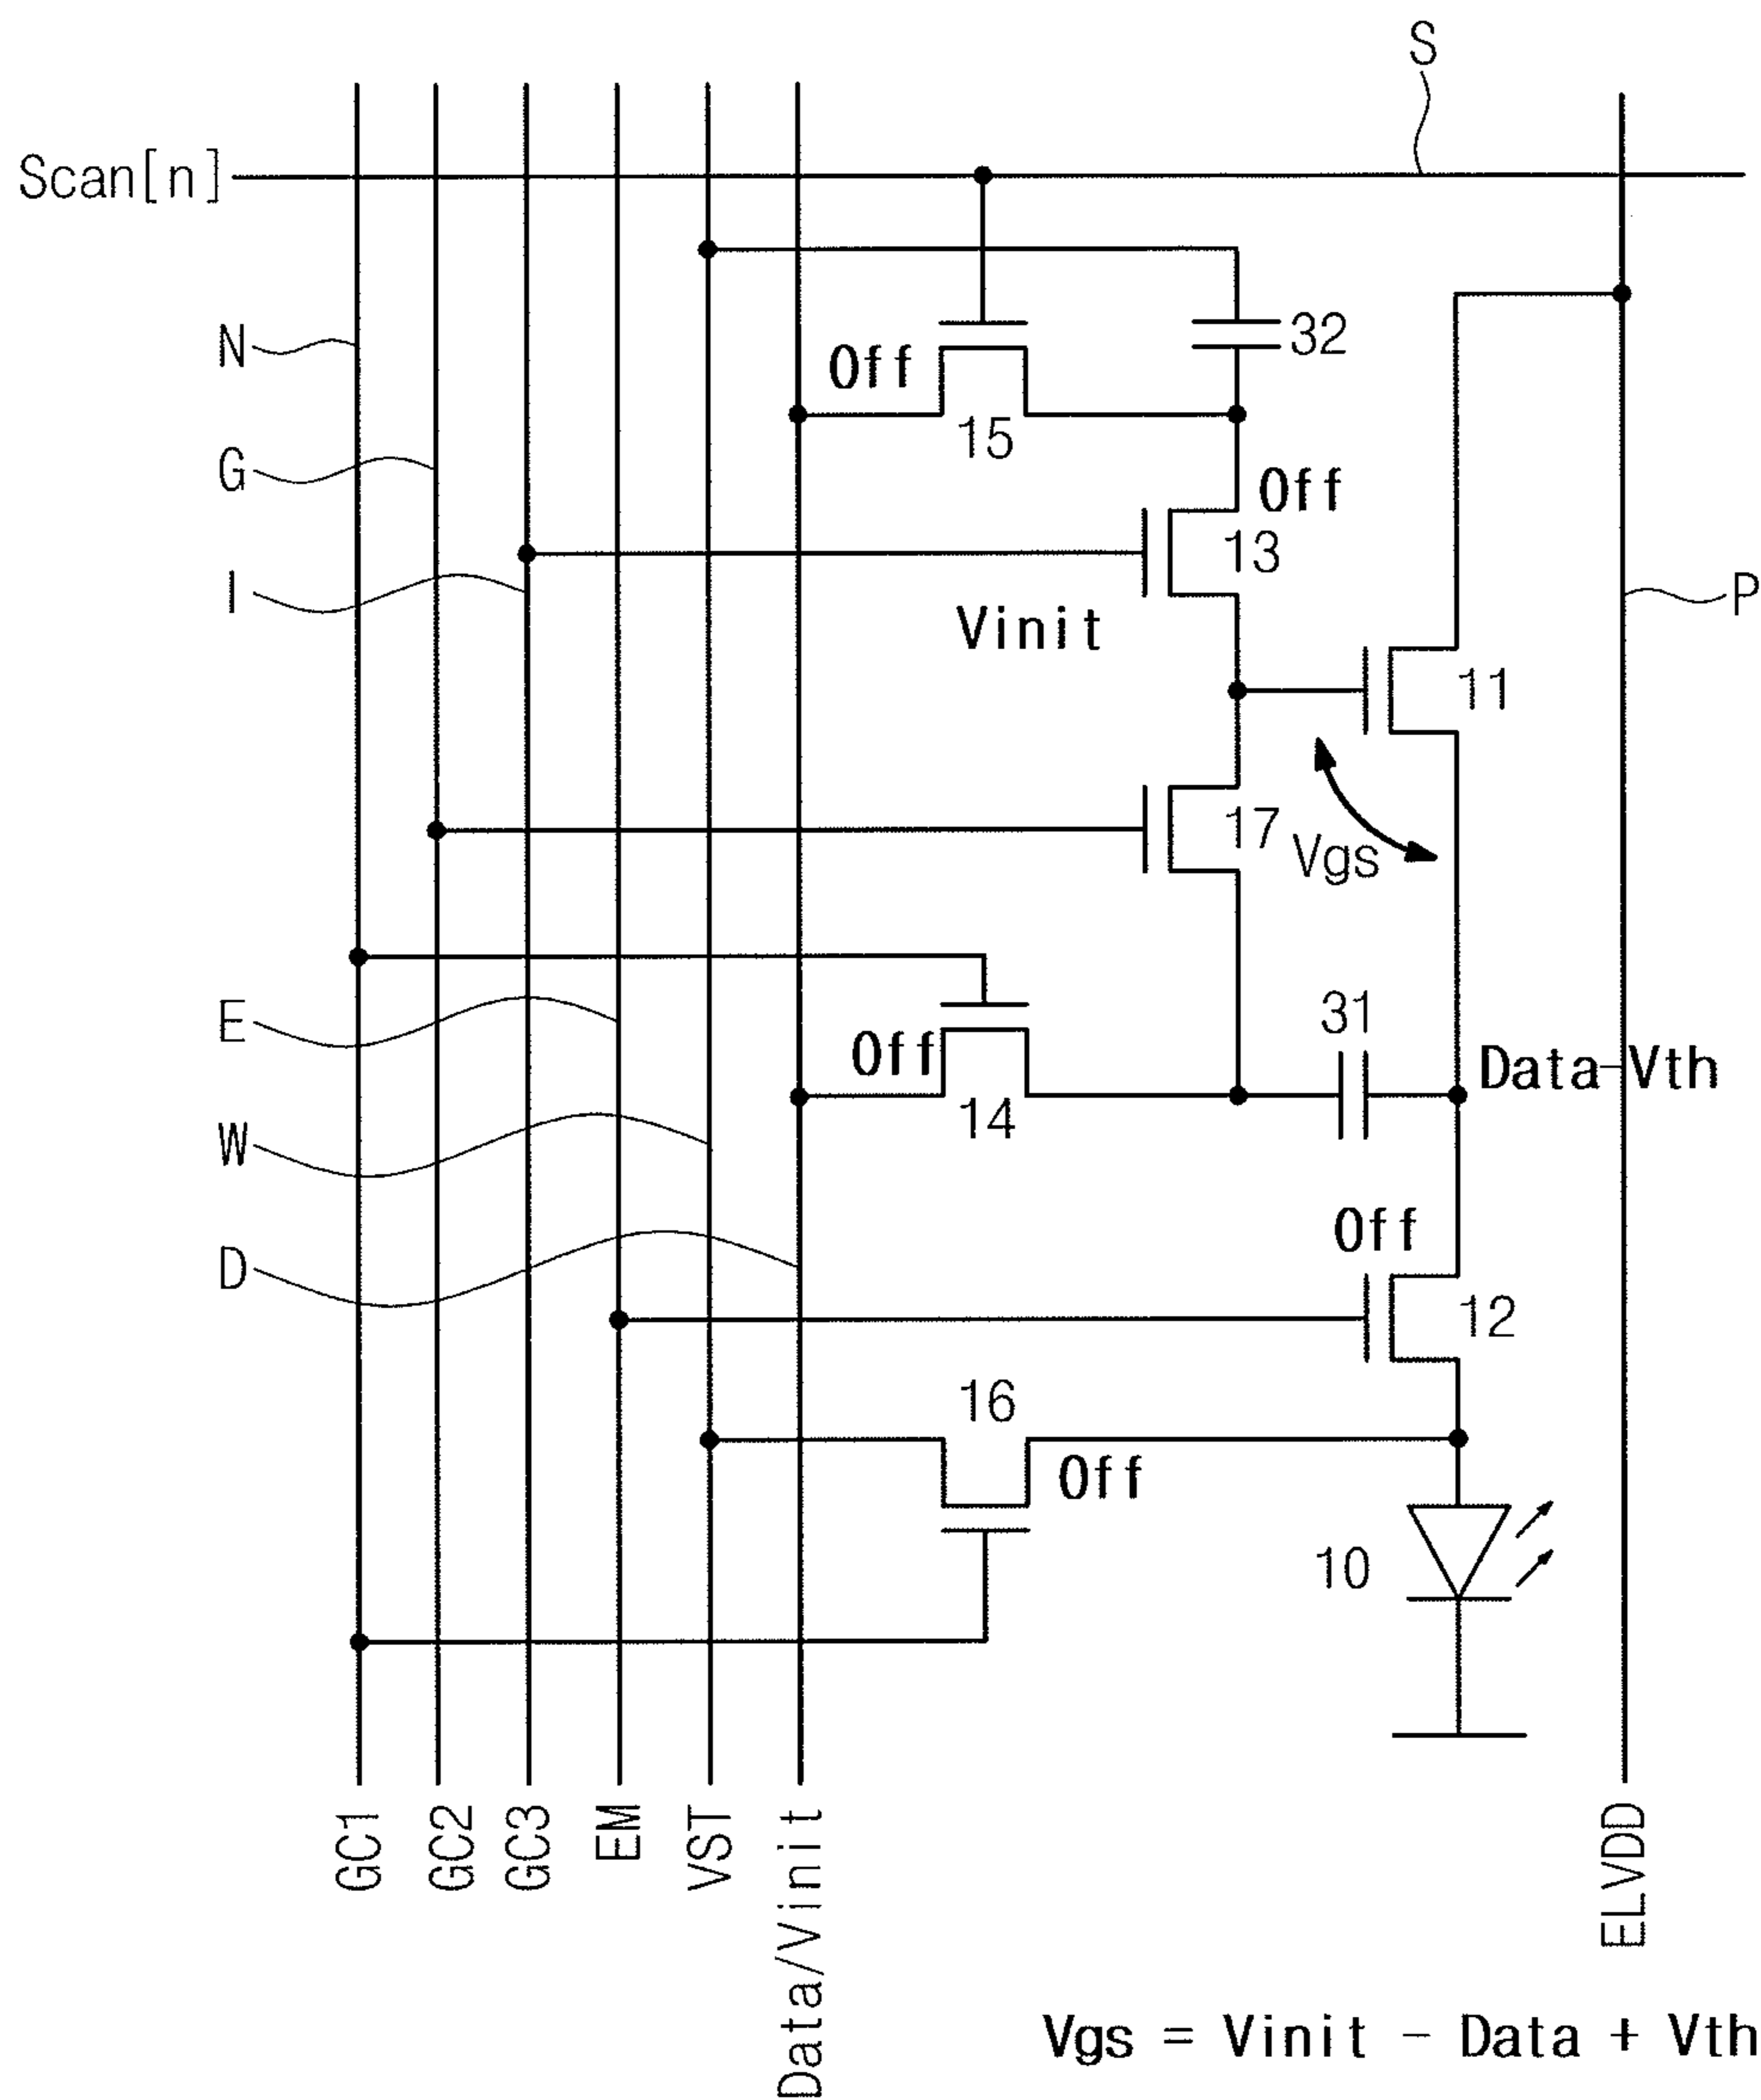 S
Scan[n]
N
32
Off
15
G
Off
13
I
P
Vinit
11
17
Vgs
E
31
Off
Data-Vth
14
W
Off
D
12
16
Off
10
GC1
GC2
GC3
EM
VST
Data/Vinit
ELVDD
Vgs = Vinit - Data + Vth